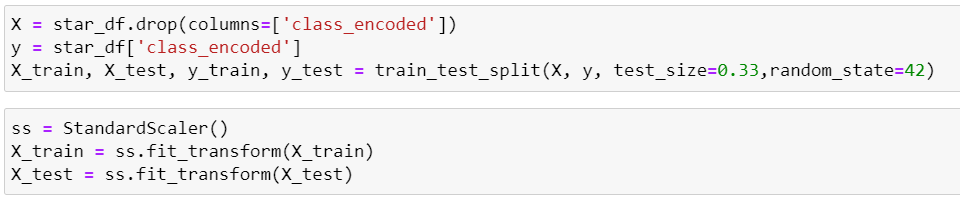 X = star_df.drop(columns=['class_encoded'])
y = star_df['class_encoded']
X_train, X_test, y_train, y_test = train_test_split(X, y, test_size=0.33,random_state=42)
ss = StandardScaler()
X_train = ss.fit_transform(X_train)
X_test = ss.fit_transform(X_test)